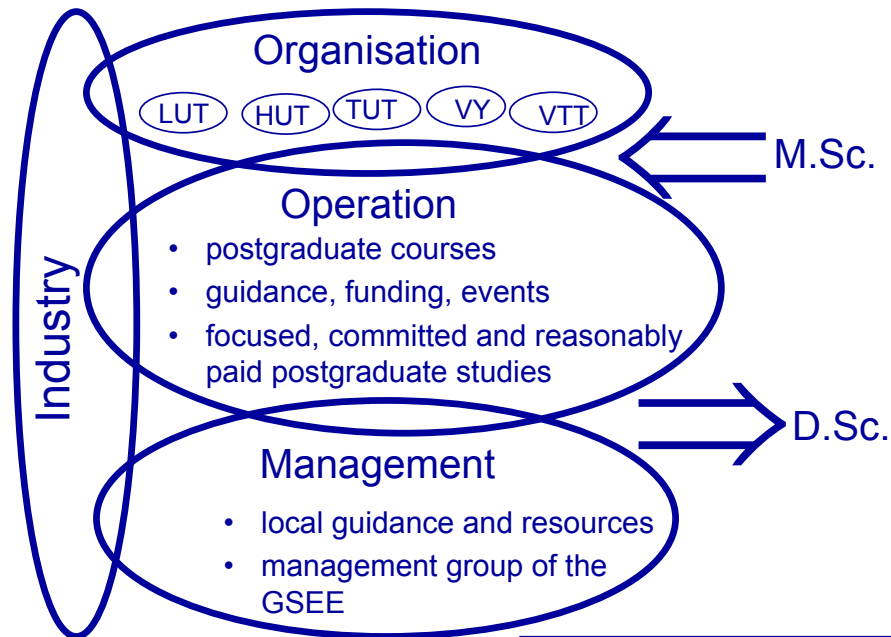 Organisation
LUT HUT TUT VY VTT
M.Sc.
Operation
• postgraduate courses
• guidance, funding, events
• focused, committed and reasonably
paid postgraduate studies
Industry
D.Sc.
Management
• local guidance and resources
• management group of the
GSEE